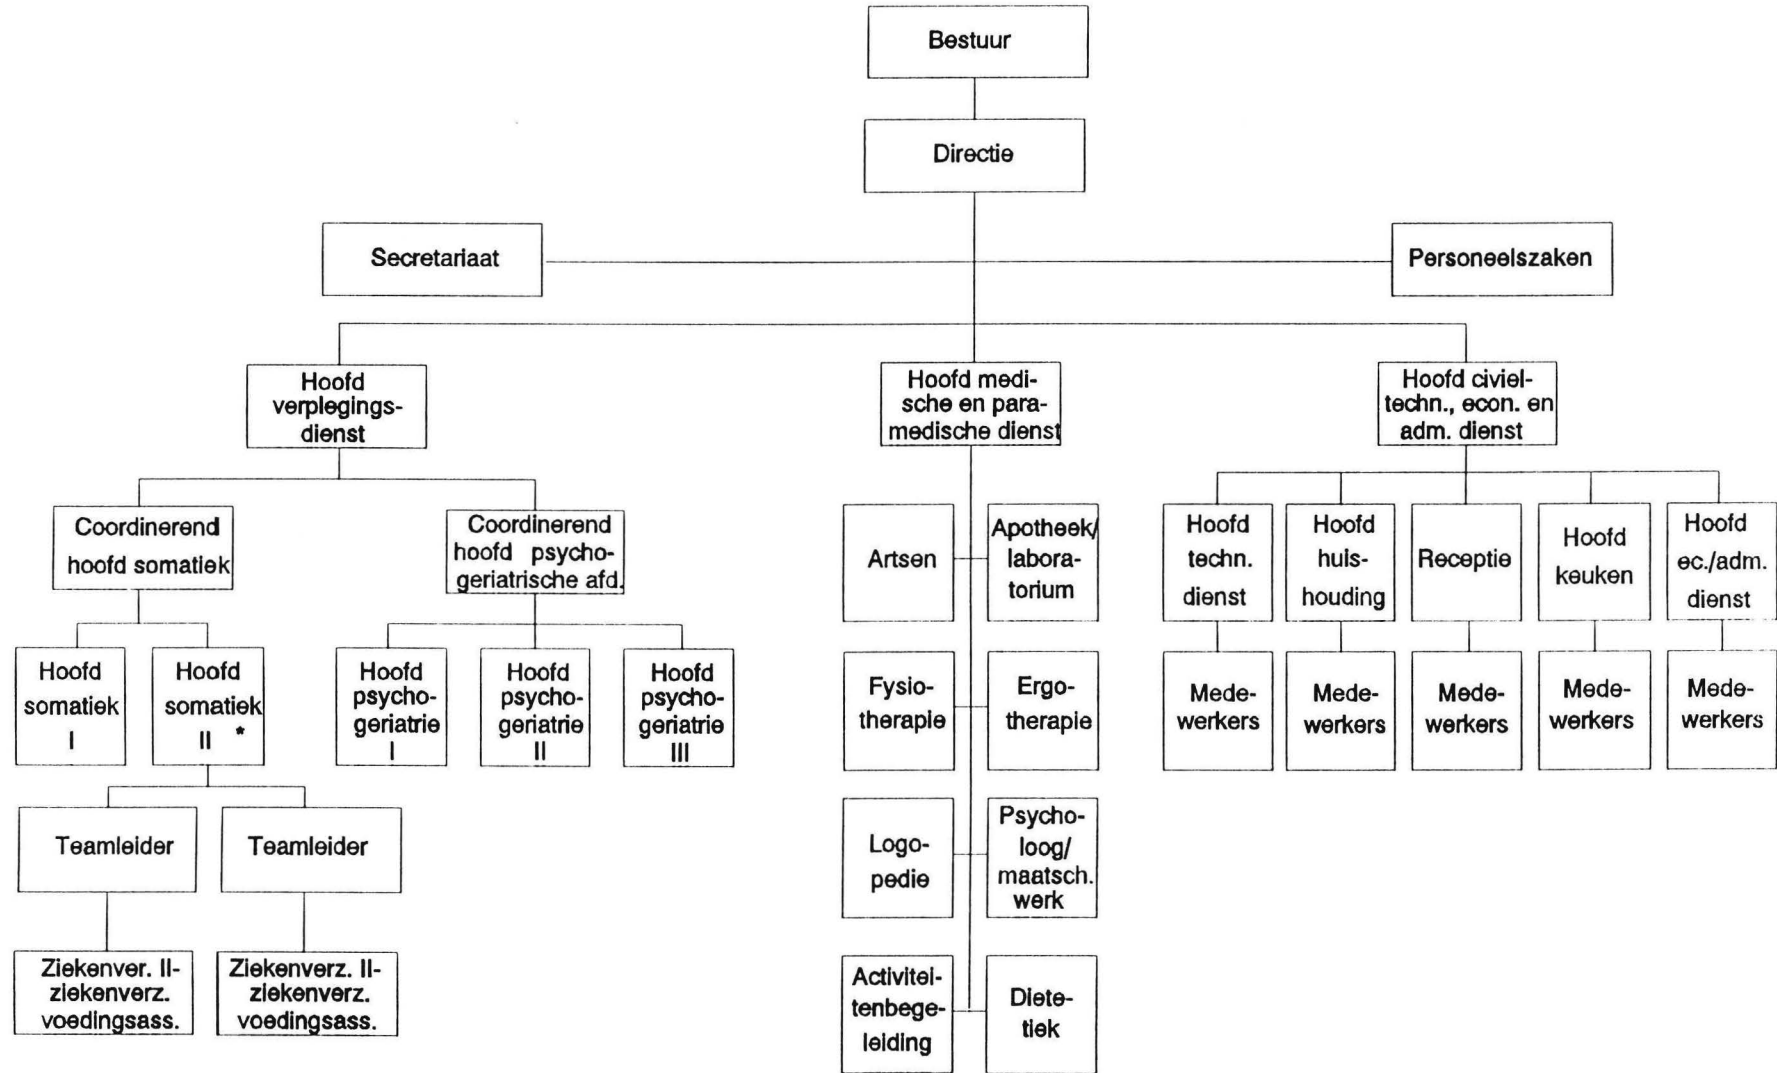 Bestuur
Directie
Secretariaat
Personeelszaken
Hoofd
verplegings-
dienst
Hoofd medi-
sche en para-
medische dienst
Hoofd civiel-
techn., econ. en
adm. dienst
Coordinerend
hoofd somatiek
Coordinerend
hoofd psycho-
geriatrische afd.
Hoofd
somatiek
I
Hoofd
somatiek
II *
Hoofd
psycho-
geriatrie
I
Hoofd
psycho-
geriatrie
II
Hoofd
psycho-
geriatrie
III
Teamleider
Teamleider
Ziekenver. II-
ziekenverz.
voedingsass.
Ziekenverz. II-
ziekenverz.
voedingsass.
Artsen
Apotheek/
labora-
torium
Fysio-
therapie
Ergo-
therapie
Logo-
pedie
Psycho-
loog/
maatsch.
werk
Activitei-
tenbege-
leiding
Diete-
tiek
Hoofd
techn.
dienst
Hoofd
huis-
houding
Receptie
Hoofd
keuken
Hoofd
ec./adm.
dienst
Mede-
werkers
Mede-
werkers
Mede-
werkers
Mede-
werkers
Mede-
werkers